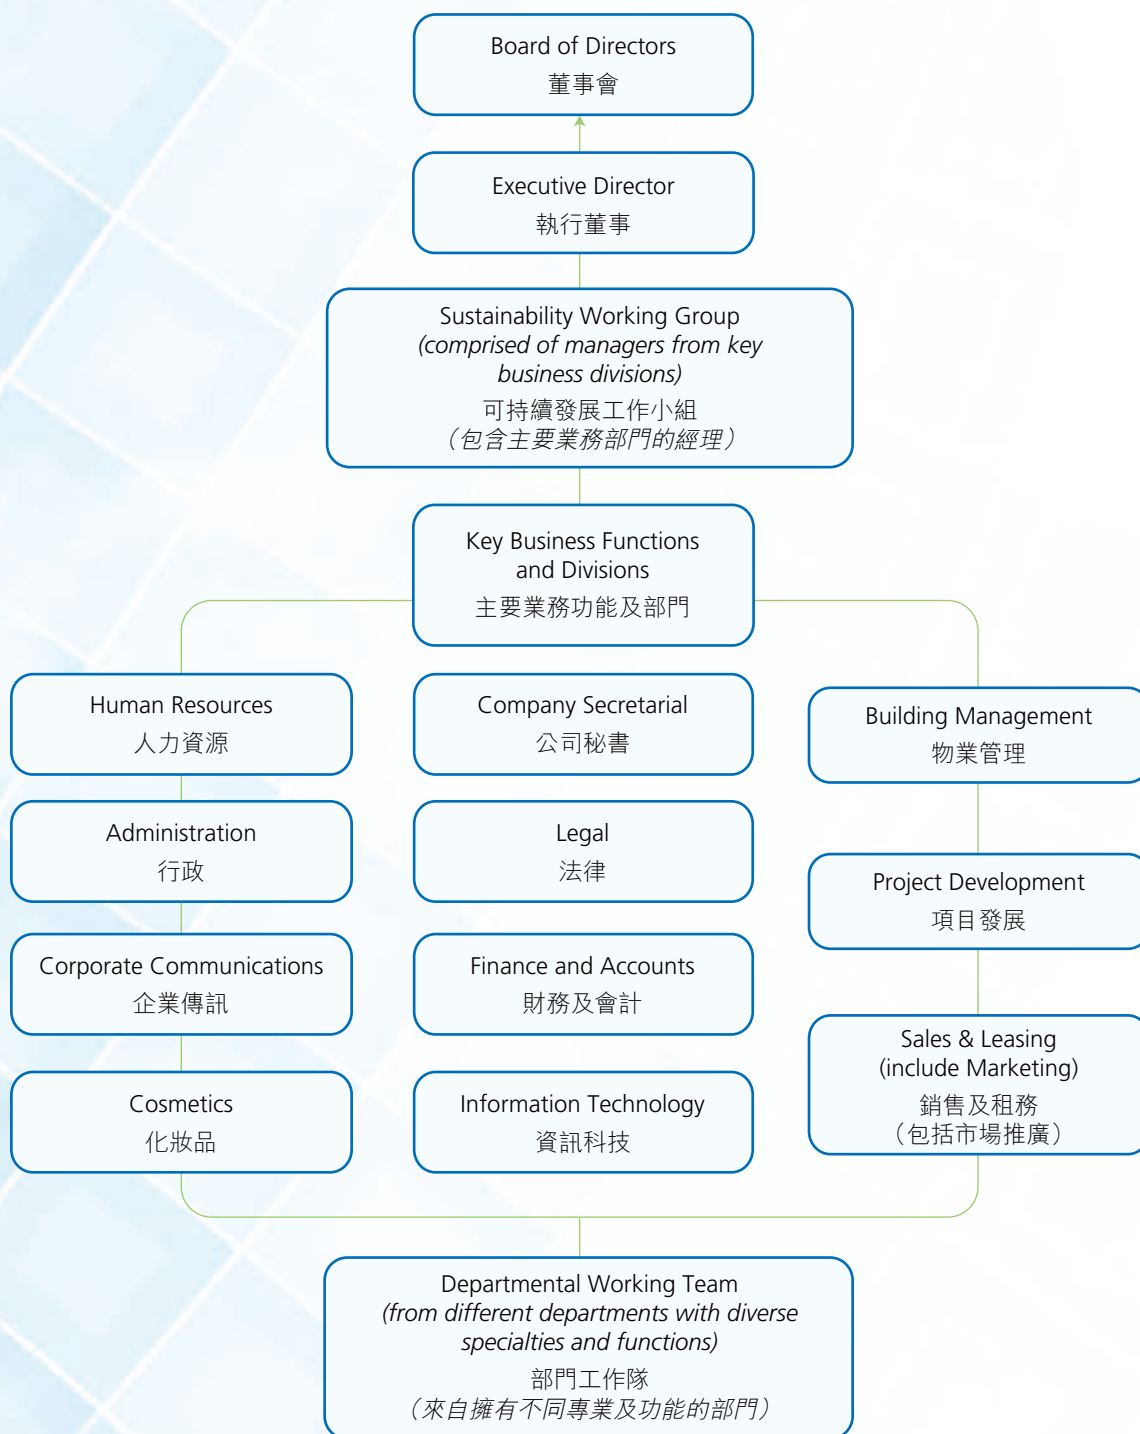 Board of Directors
董事會
Executive Director
執行董事
Sustainability Working Group
(comprised of managers from key
business divisions)
可持續發展工作小組
（包含主要業務部門的經理）
Key Business Functions
and Divisions
主要業務功能及部門
Human Resources
人力資源
Administration
行政
Corporate Communications
企業傳訊
Cosmetics
化妝品
Company Secretarial
公司秘書
Legal
法律
Finance and Accounts
財務及會計
Information Technology
資訊科技
Building Management
物業管理
Project Development
項目發展
Sales & Leasing
(include Marketing)
銷售及租務
（包括市場推廣）
Departmental Working Team
(from different departments with diverse
specialties and functions)
部門工作隊
（來自擁有不同專業及功能的部門）